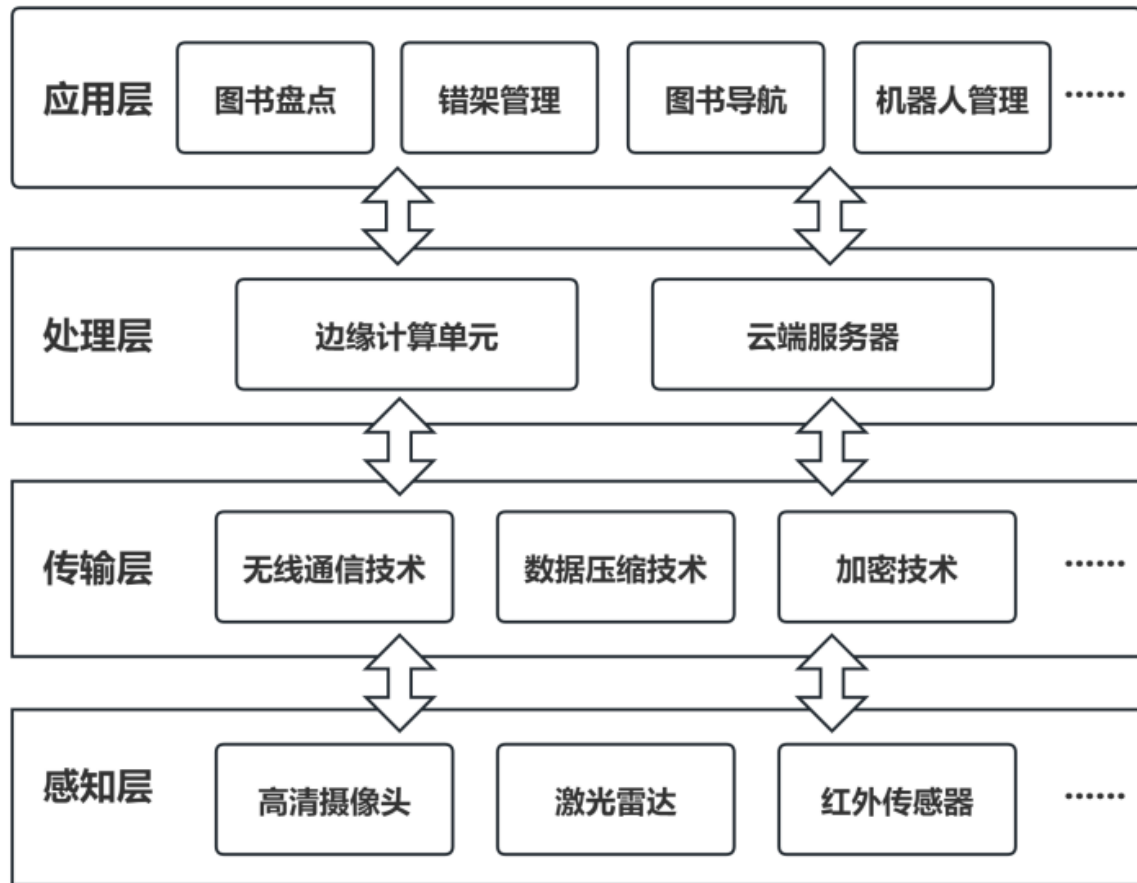 应用层 图书盘点 错架管理 图书导航 机器人管理 ……
处理层 边缘计算单元 云端服务器
传输层 无线通信技术 数据压缩技术 加密技术 ……
感知层 高清摄像头 激光雷达 红外传感器 ……